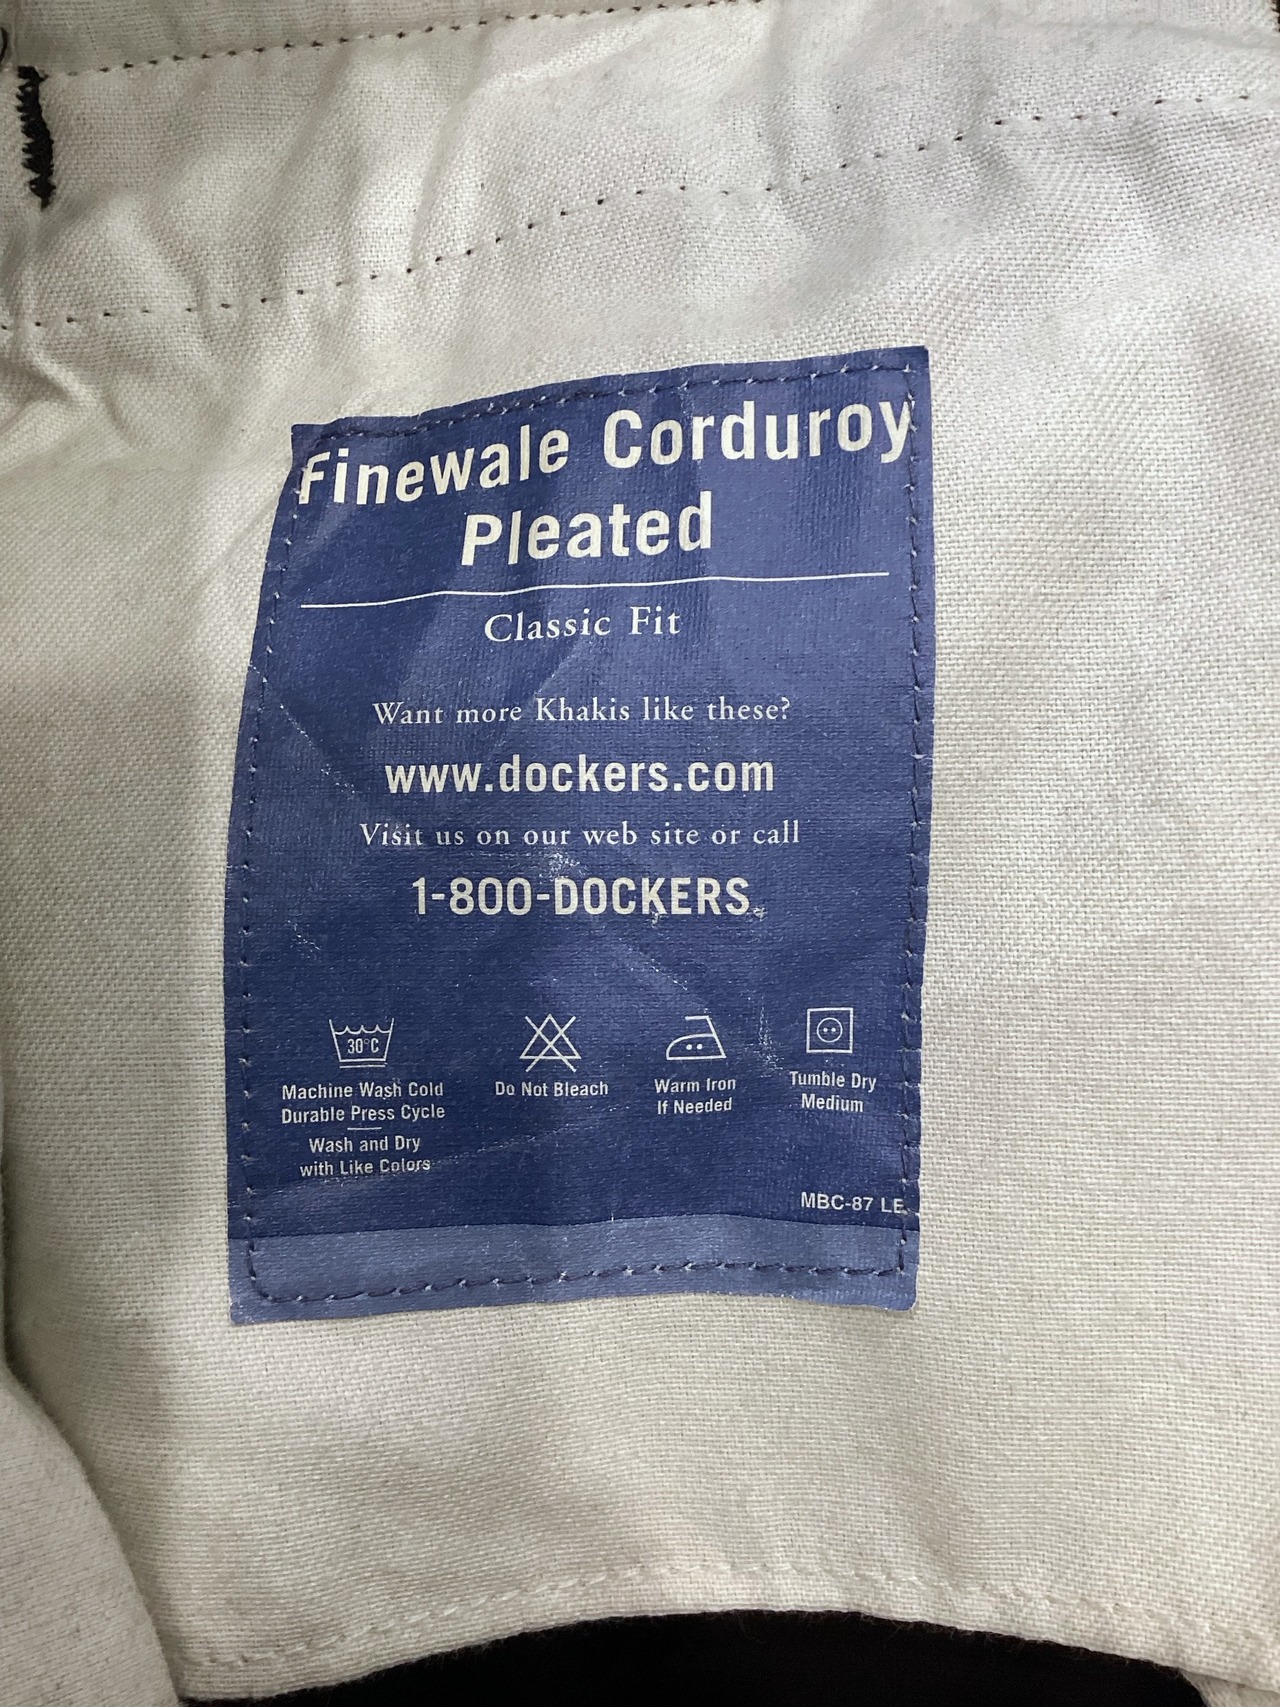 Finewale Corduroy
Pleated
Classic Fit
Want more Khakis like these?
www.dockers.com
Visit us on our web site or call
1-800-DOCKERS
30°C
Machine Wash Cold
Durable Press Cycle
Wash and Dry
with Like Colors
Do Not Bleach
Warm Iron
If Needed
Tumble Dry
Medium
MBC-87 LE